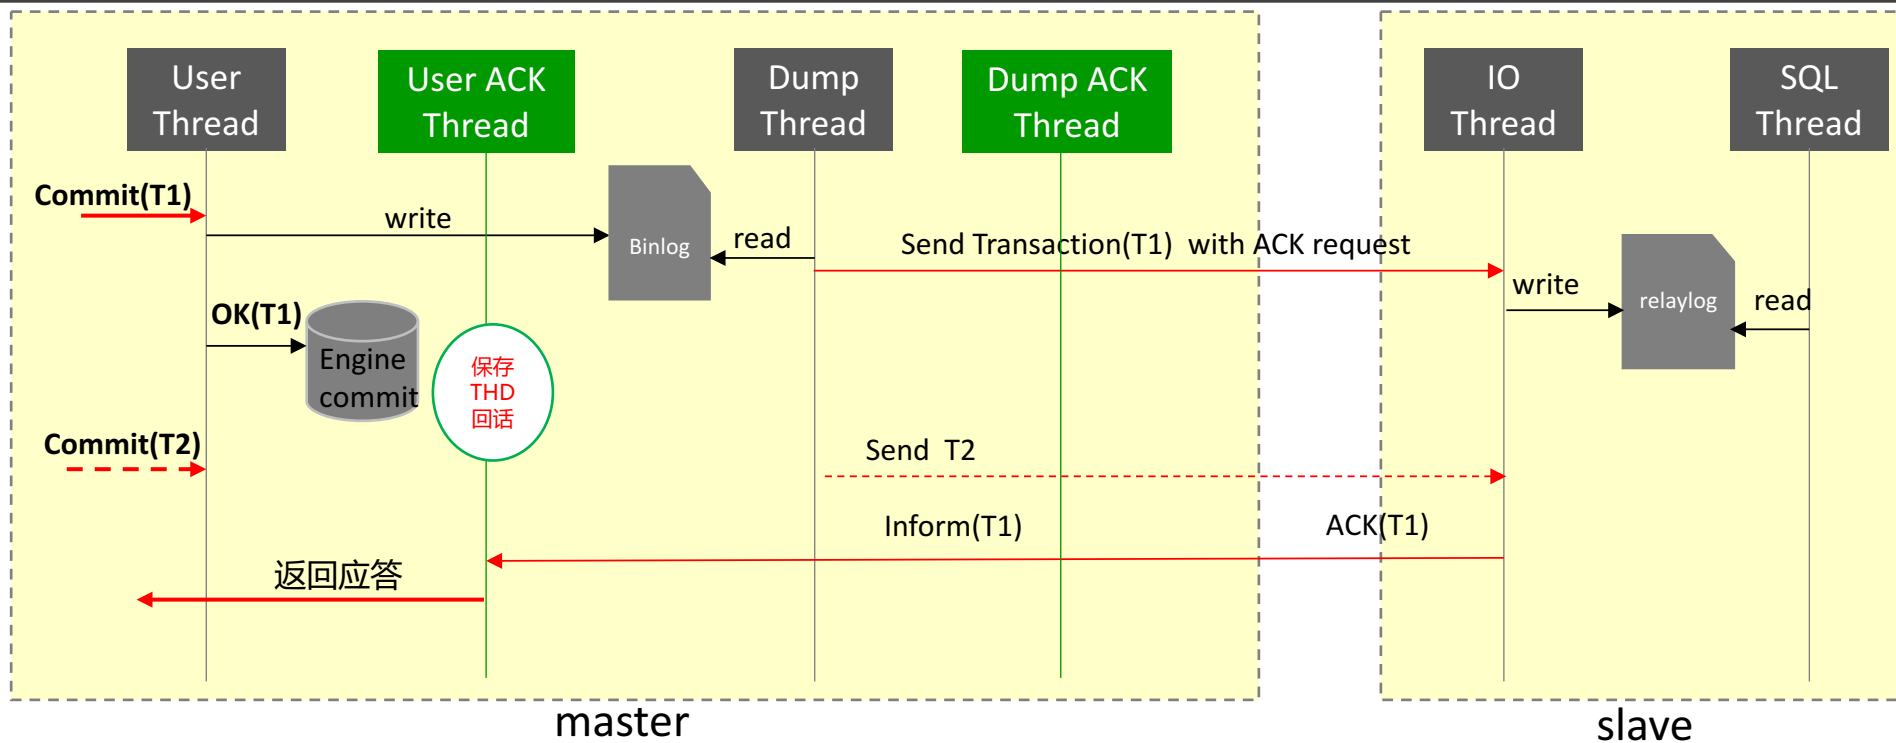 User
Thread
User ACK
Thread
Dump
Thread
Dump ACK
Thread
IO
Thread
SQL
Thread
Commit(T1)
write
Binlog
read
Send Transaction(T1) with ACK request
write
relaylog
read
OK(T1)
Engine
commit
保存
THD
回话
Commit(T2)
Send T2
Inform(T1)
ACK(T1)
返回应答
master
slave